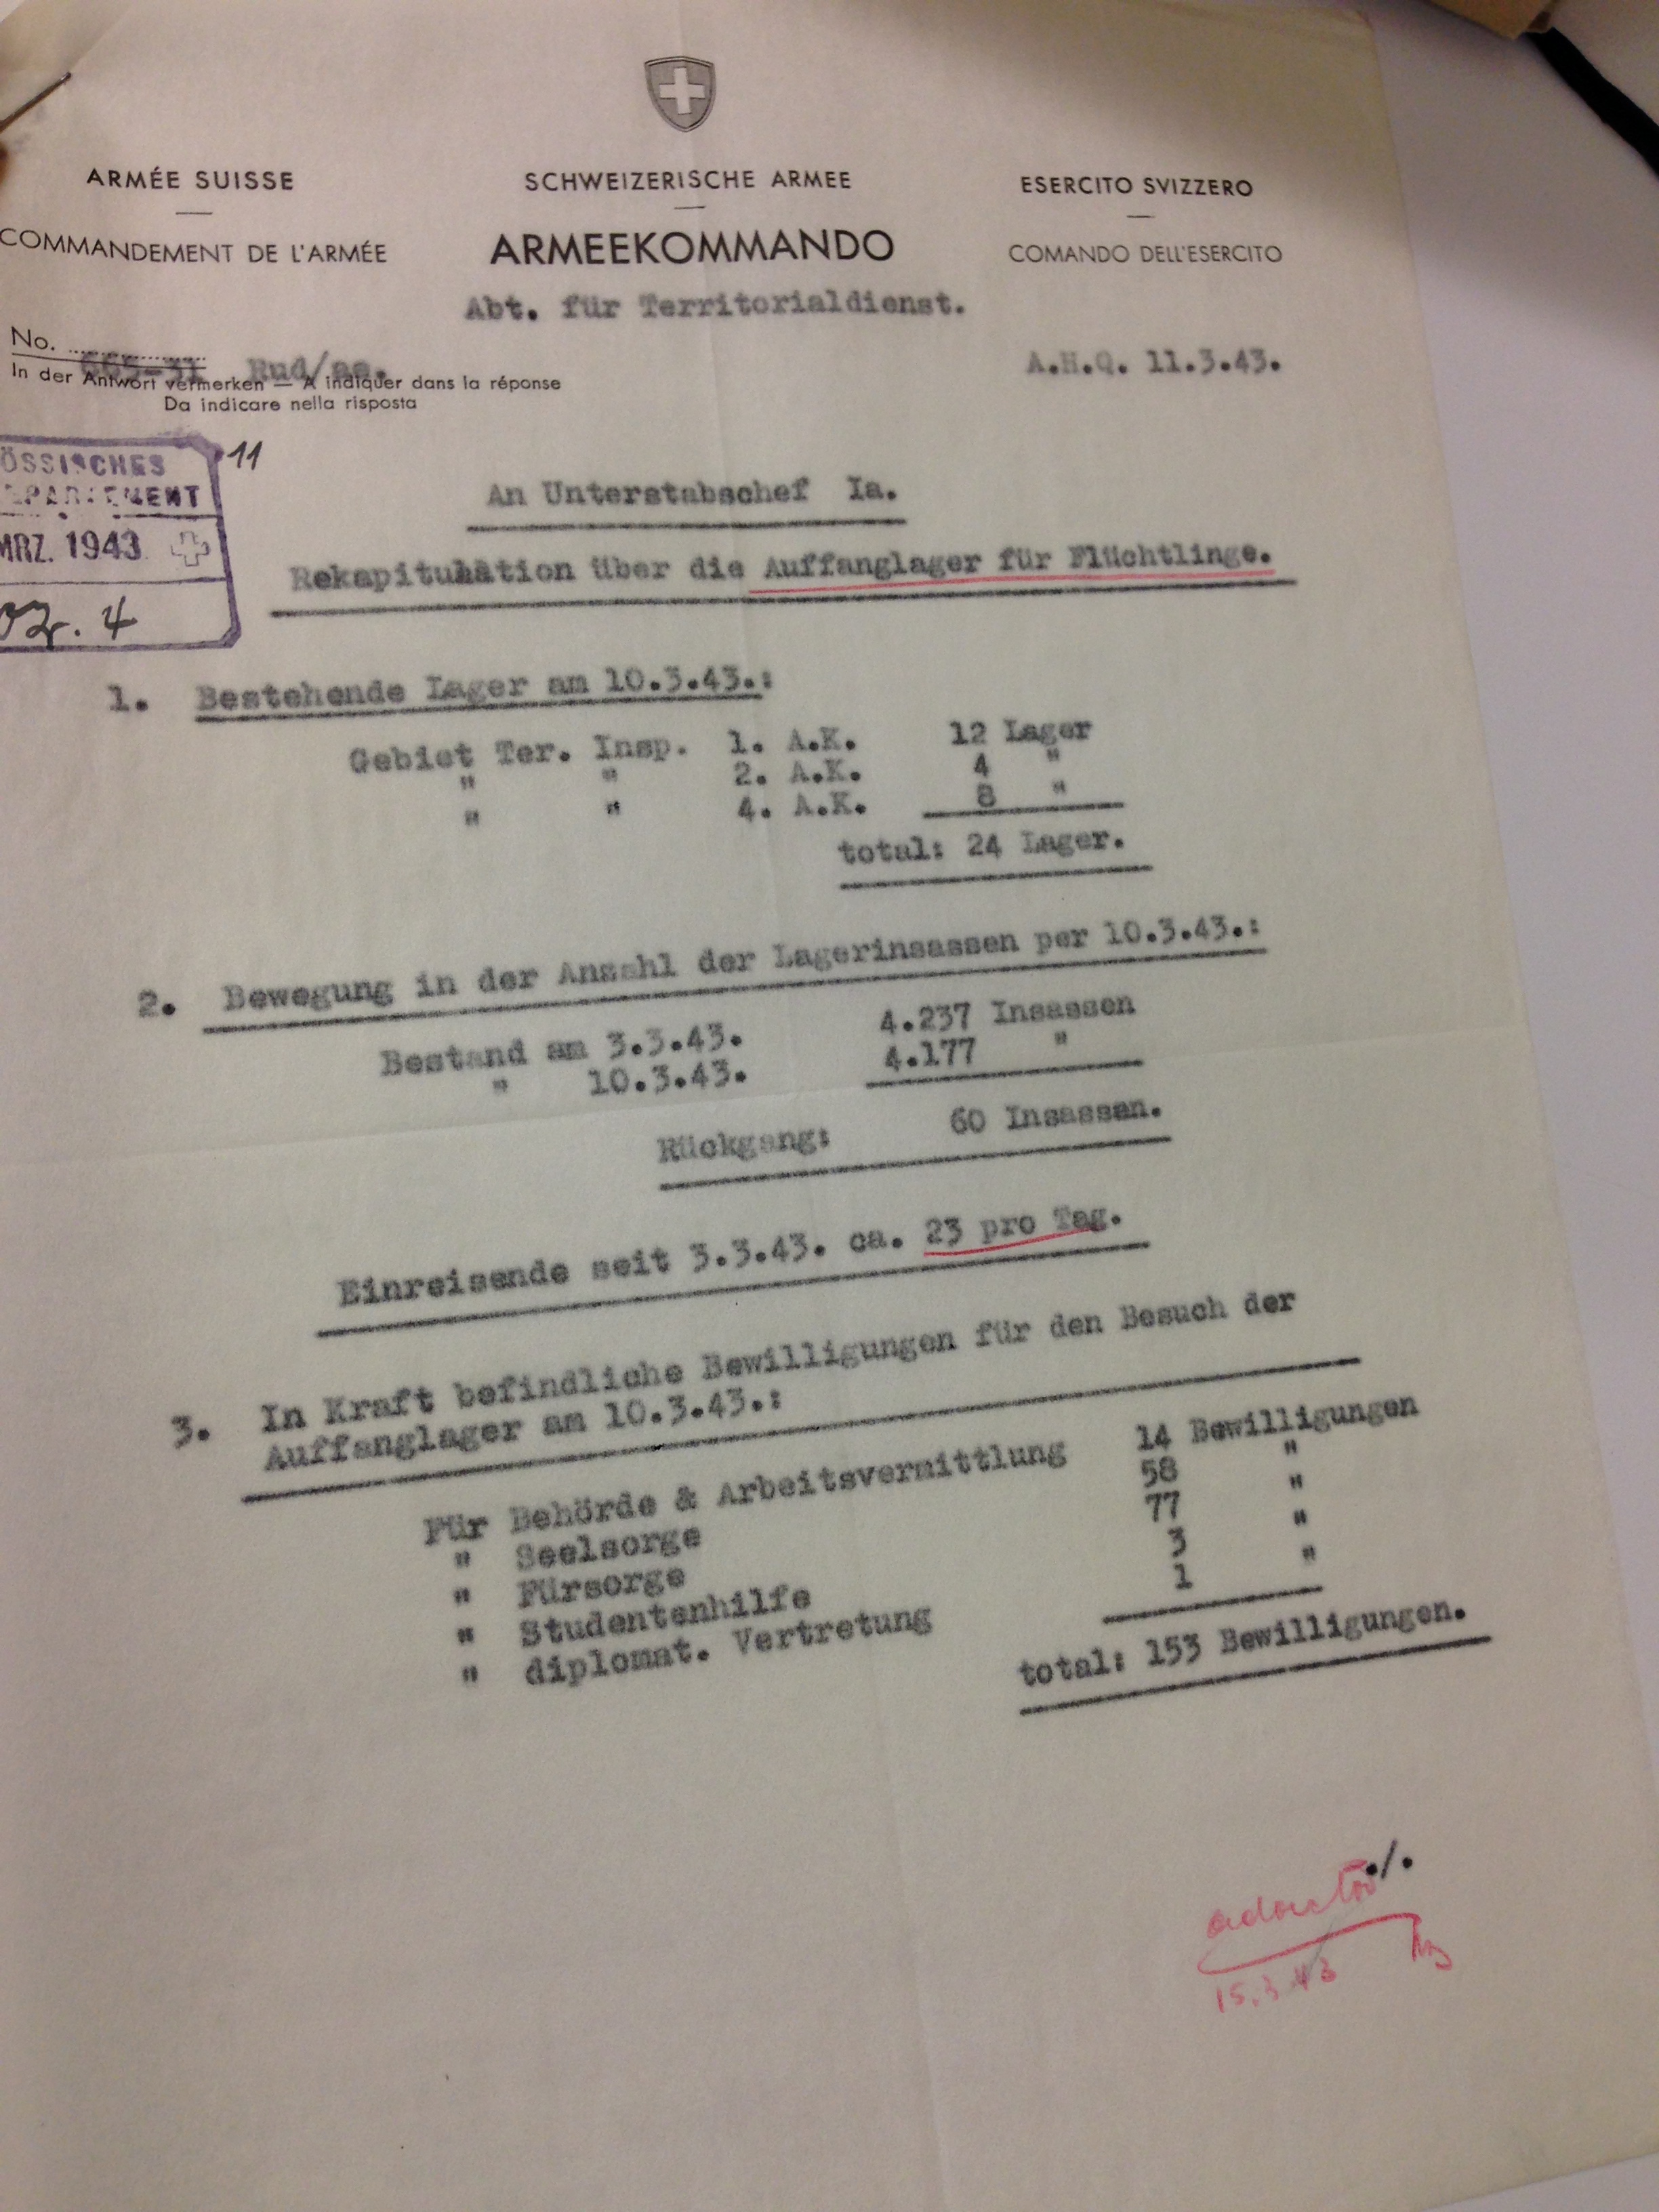 ARMÉE SUISSE
COMMANDEMENT DE L'ARMÉE
SCHWEIZERISCHE ARMEE
ARMEEKOMMANDO
Abt. für Territorialdienst.
ESERCITO SVIZZERO
COMANDO DELL'ESERCITO
No. 665-31 Rud/ae.
In der Antwort vermerken — A indiquer dans la réponse
Da indicare nella risposta
A.H.Q. 11.3.43.
11
ÖSSISCHES
EPARTEMENT
MRZ. 1943
4
An Unterstabschef Ia.
Rekapitulation über die Auffanglager für Flüchtlinge.
1. Bestehende Lager am 10.3.43.:
Gebiet Ter. Insp. 1. A.K. 12 Lager
" " 2. A.K. 4 "
" " 4. A.K. 8 "
total: 24 Lager.
2. Bewegung in der Anzahl der Lagerinsassen per 10.3.43.:
Bestand am 3.3.43. 4.237 Insassen
" 10.3.43. 4.177 "
Rückgang: 60 Insassen.
Einreisende seit 3.3.43. ca. 23 pro Tag.
3. In Kraft befindliche Bewilligungen für den Besuch der
Auffanglager am 10.3.43.:
Für Behörde & Arbeitsvermittlung 14 Bewilligungen
" Seelsorge 58 "
" Fürsorge 77 "
" Studentenhilfe 3 "
" diplomat. Vertretung 1 "
total: 153 Bewilligungen.
./.
15.3.43